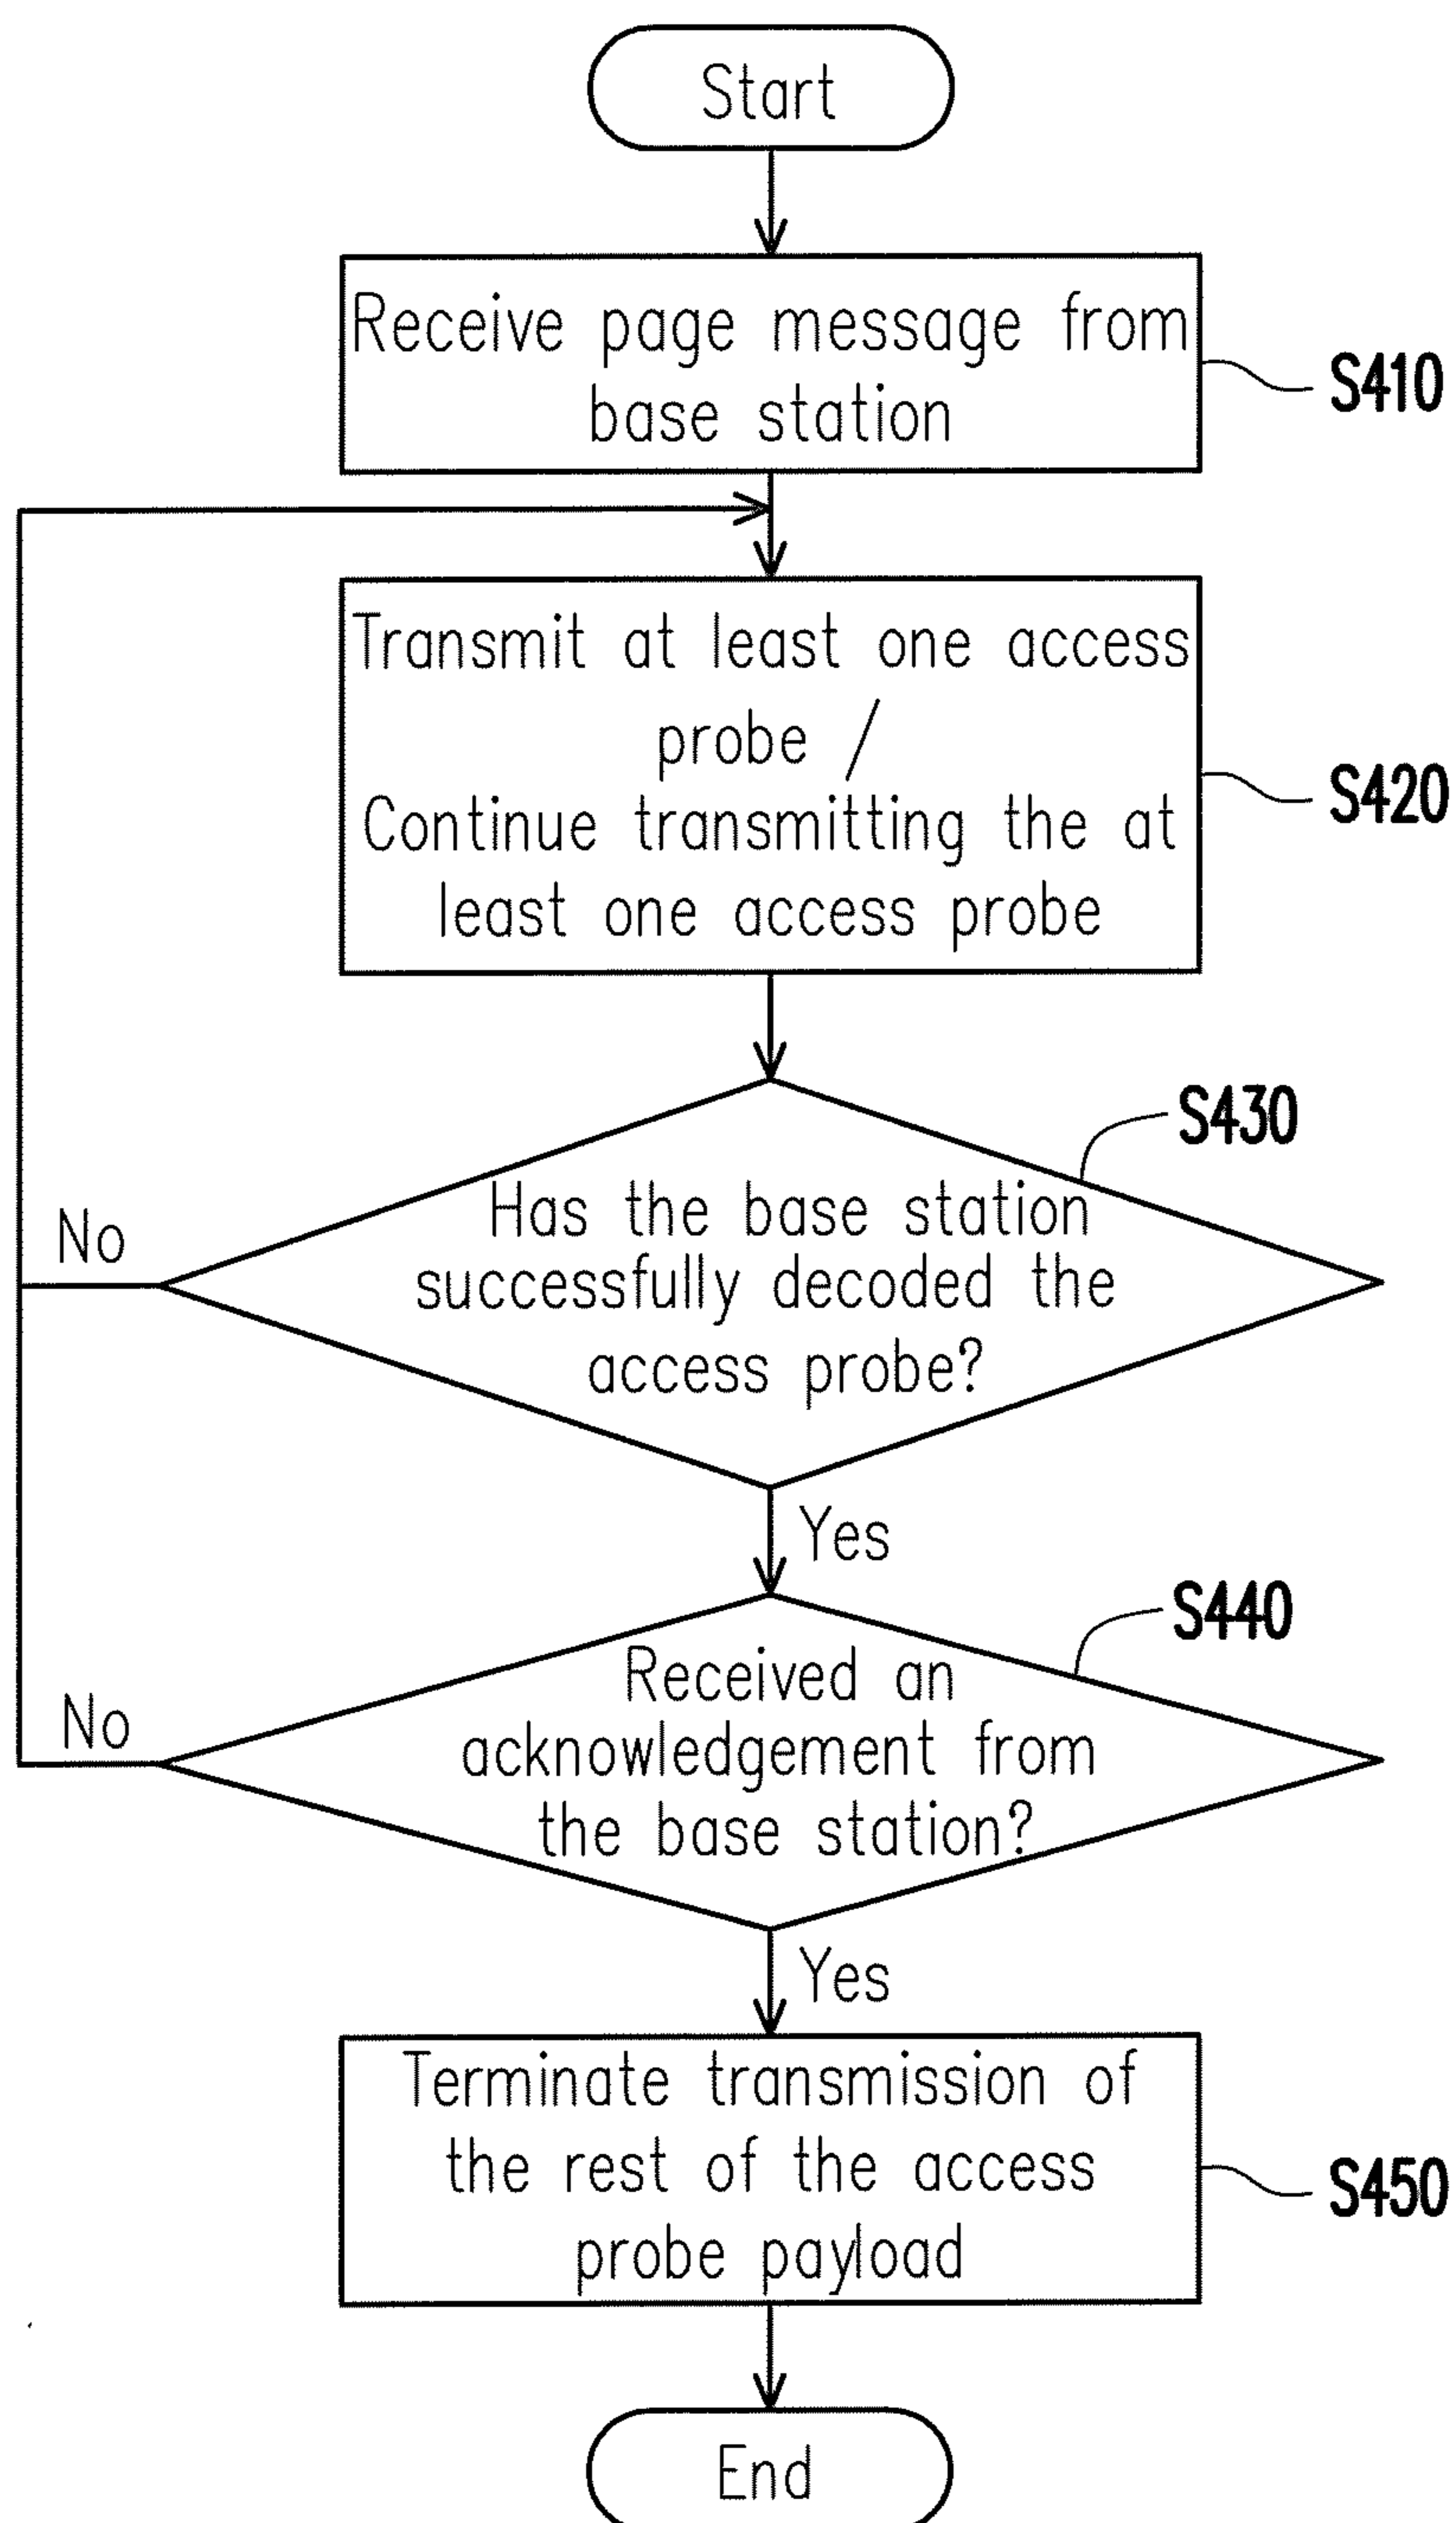 Start
Receive page message from
base station
S410
Transmit at least one access
probe /
Continue transmitting the at
least one access probe
S420
S430
Has the base station
successfully decoded the
access probe?
No
Yes
S440
Received an
acknowledgement from
the base station?
No
Yes
Terminate transmission of
the rest of the access
probe payload
S450
End